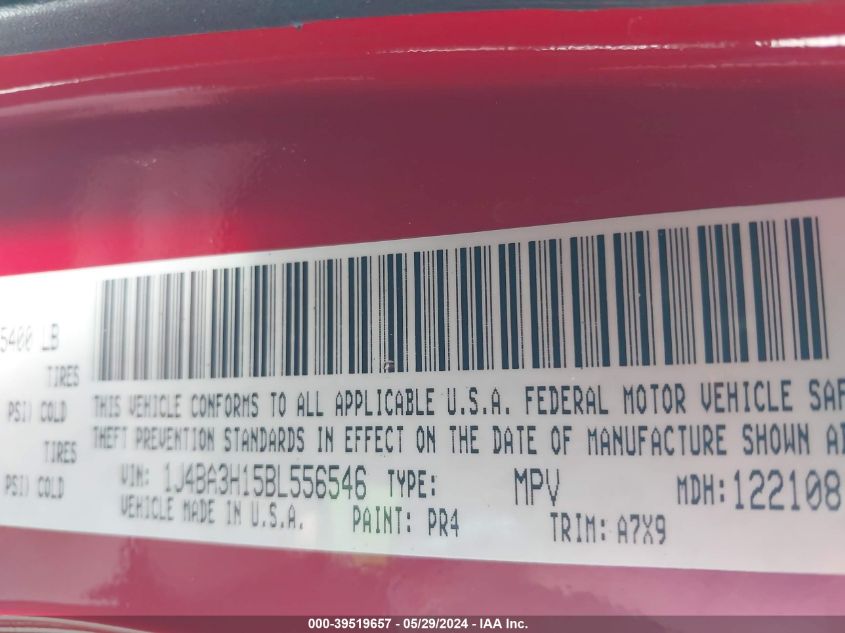 5400 LB
TIRES
PSI) COLD
TIRES
PSI) COLD
THIS VEHICLE CONFORMS TO ALL APPLICABLE U.S.A. FEDERAL MOTOR VEHICLE SAF
THEFT PREVENTION STANDARDS IN EFFECT ON THE DATE OF MANUFACTURE SHOWN A
VIN: 1J4BA3H15BL556546 TYPE: MPV MDH: 122108
VEHICLE MADE IN U.S.A. PAINT: PR4 TRIM: A7X9
000-39519657 - 05/29/2024 - IAA Inc.